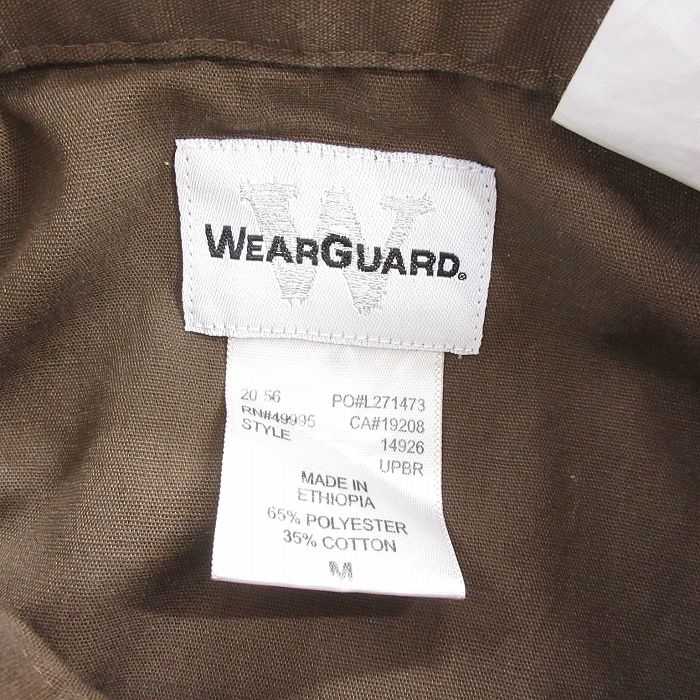 W
WEARGUARD®
20-56 PO#L271473
RN#49995 CA#19208
STYLE 14926
UPBR
MADE IN
ETHIOPIA
65% POLYESTER
35% COTTON
M